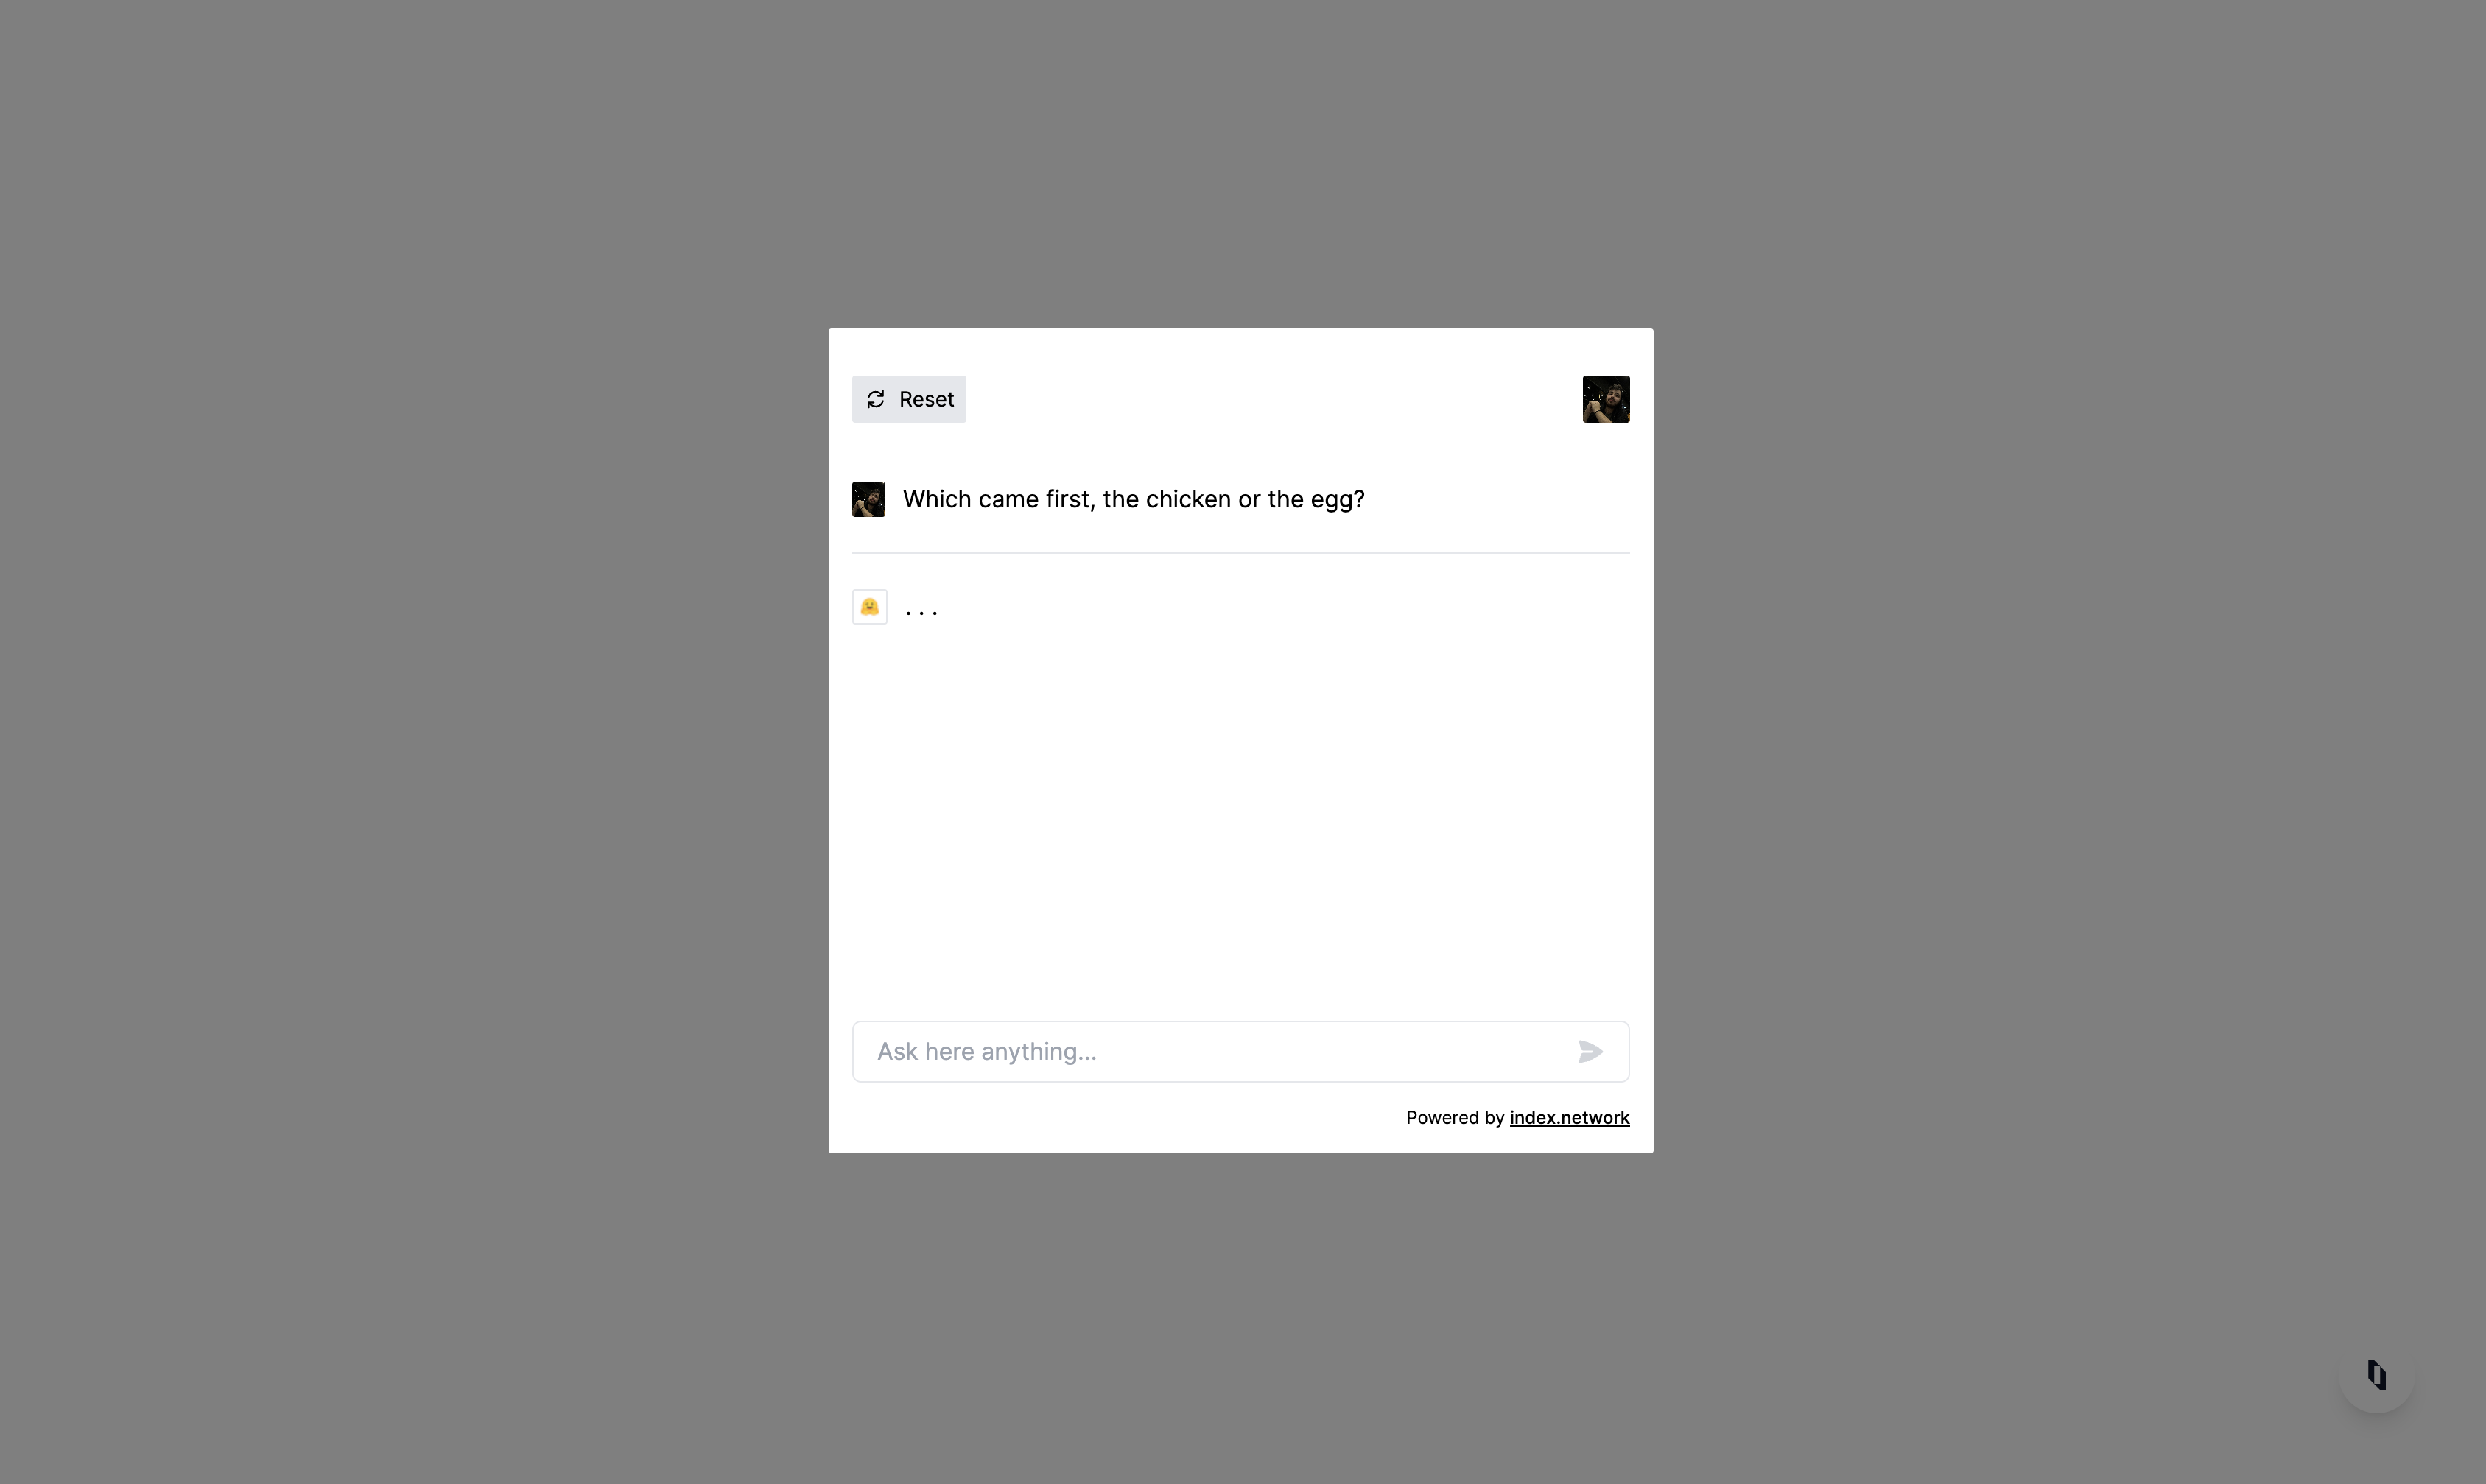 Reset
Which came first, the chicken or the egg?
. . .
Ask here anything...
Powered by index.network